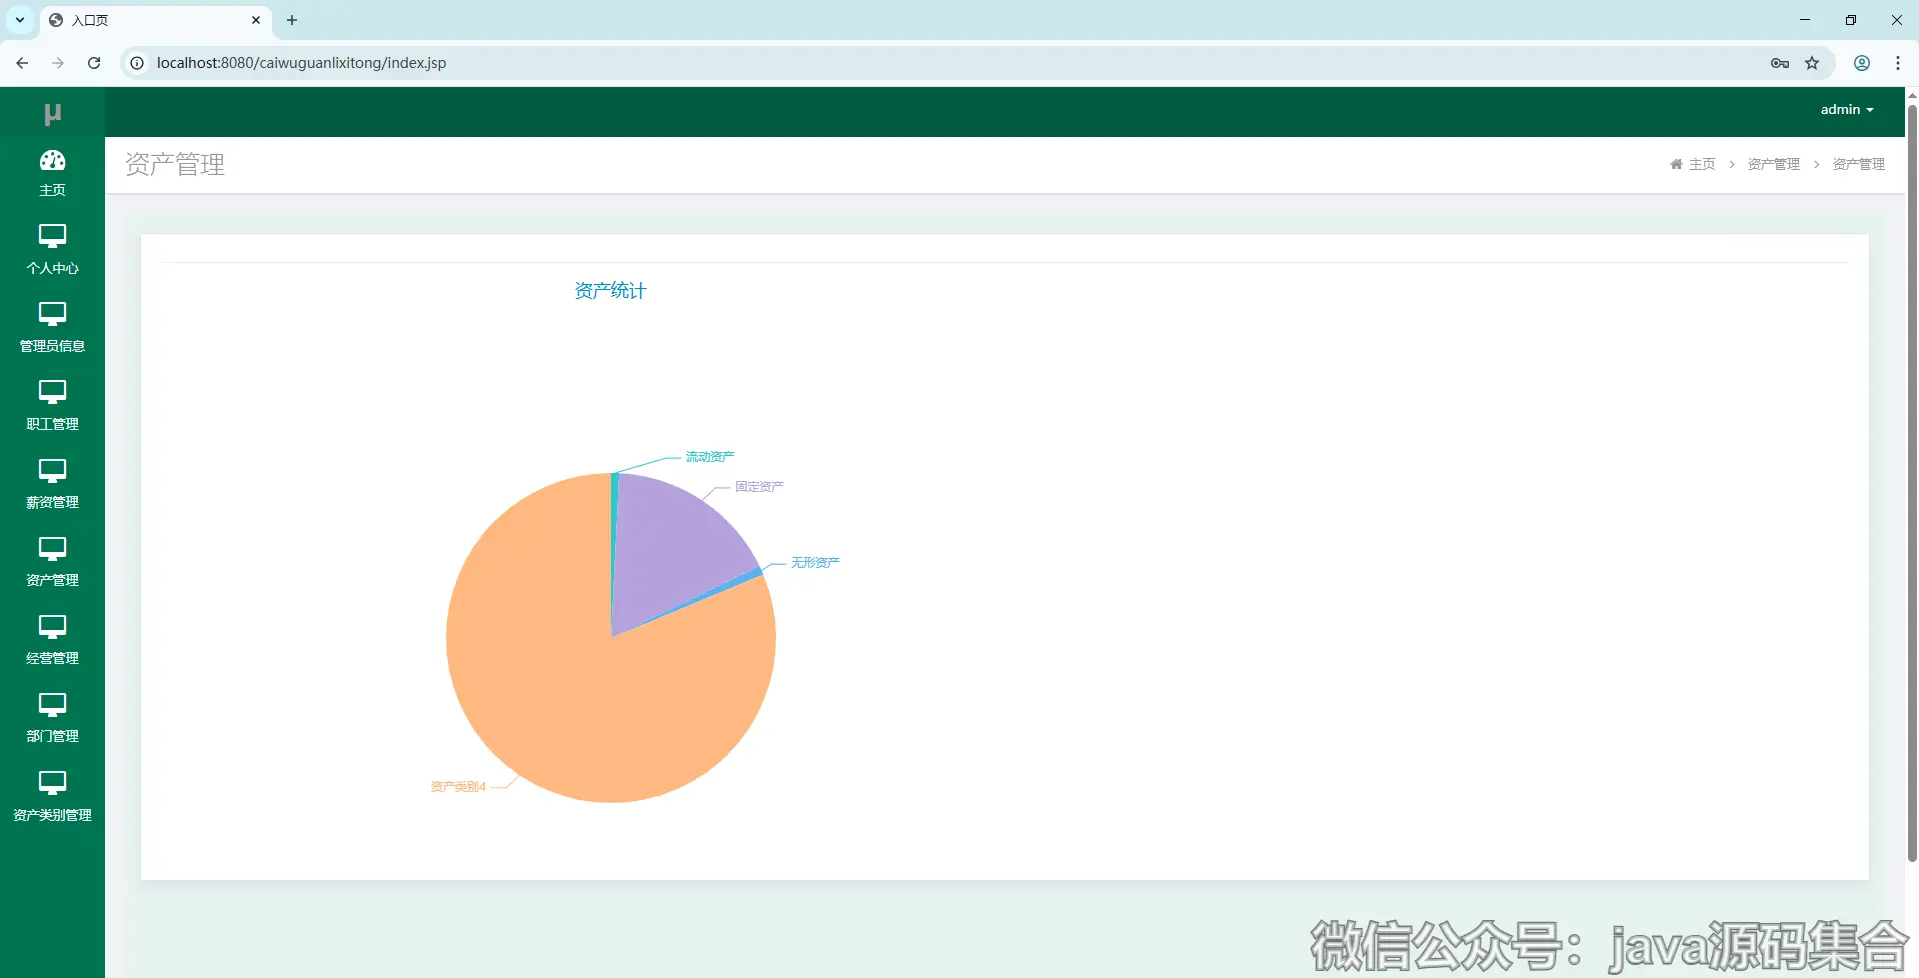 入口页
localhost:8080/caiwuguanlixitong/index.jsp
μ
admin
资产管理
主页 > 资产管理 > 资产管理
主页
个人中心
管理员信息
职工管理
薪资管理
资产管理
经营管理
部门管理
资产类别管理
资产统计
流动资产
固定资产
无形资产
资产类别4
微信公众号：java源码集合